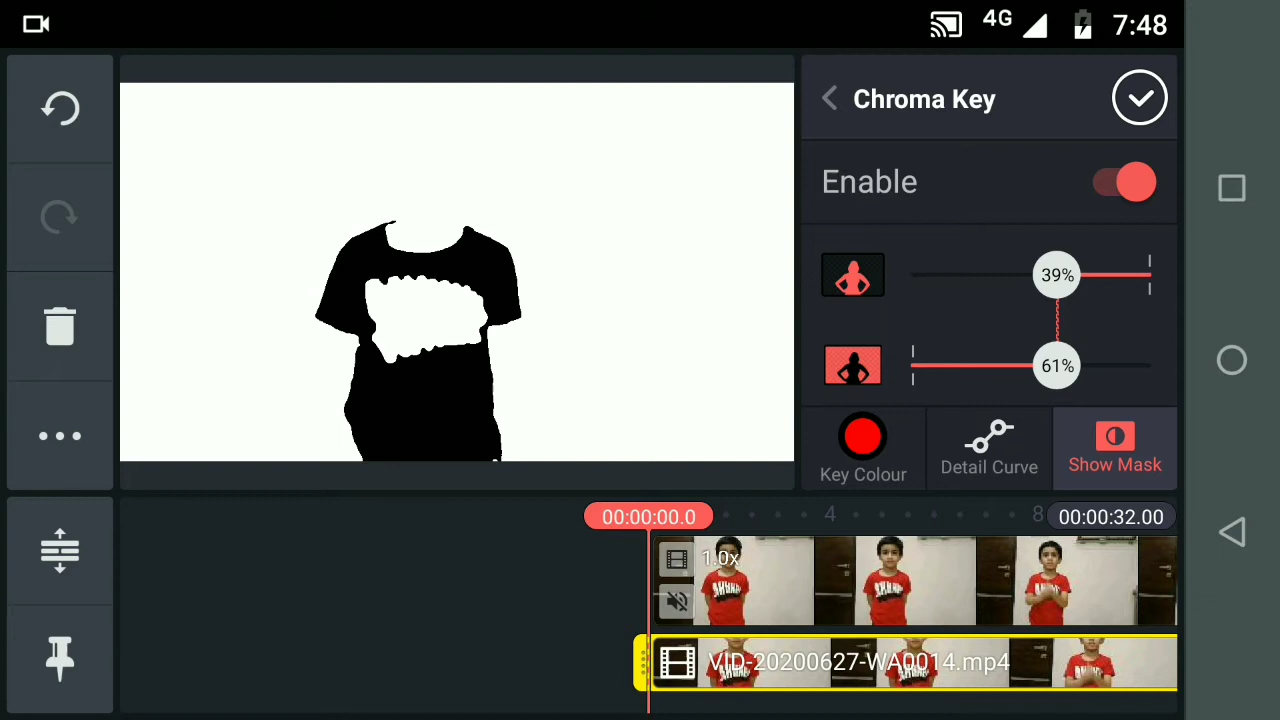 4G 7:48
Chroma Key
Enable
39%
61%
Key Colour
Detail Curve
Show Mask
00:00:00.0 4 8 00:00:32.00
1.0x
VID-20200627-WA0014.mp4